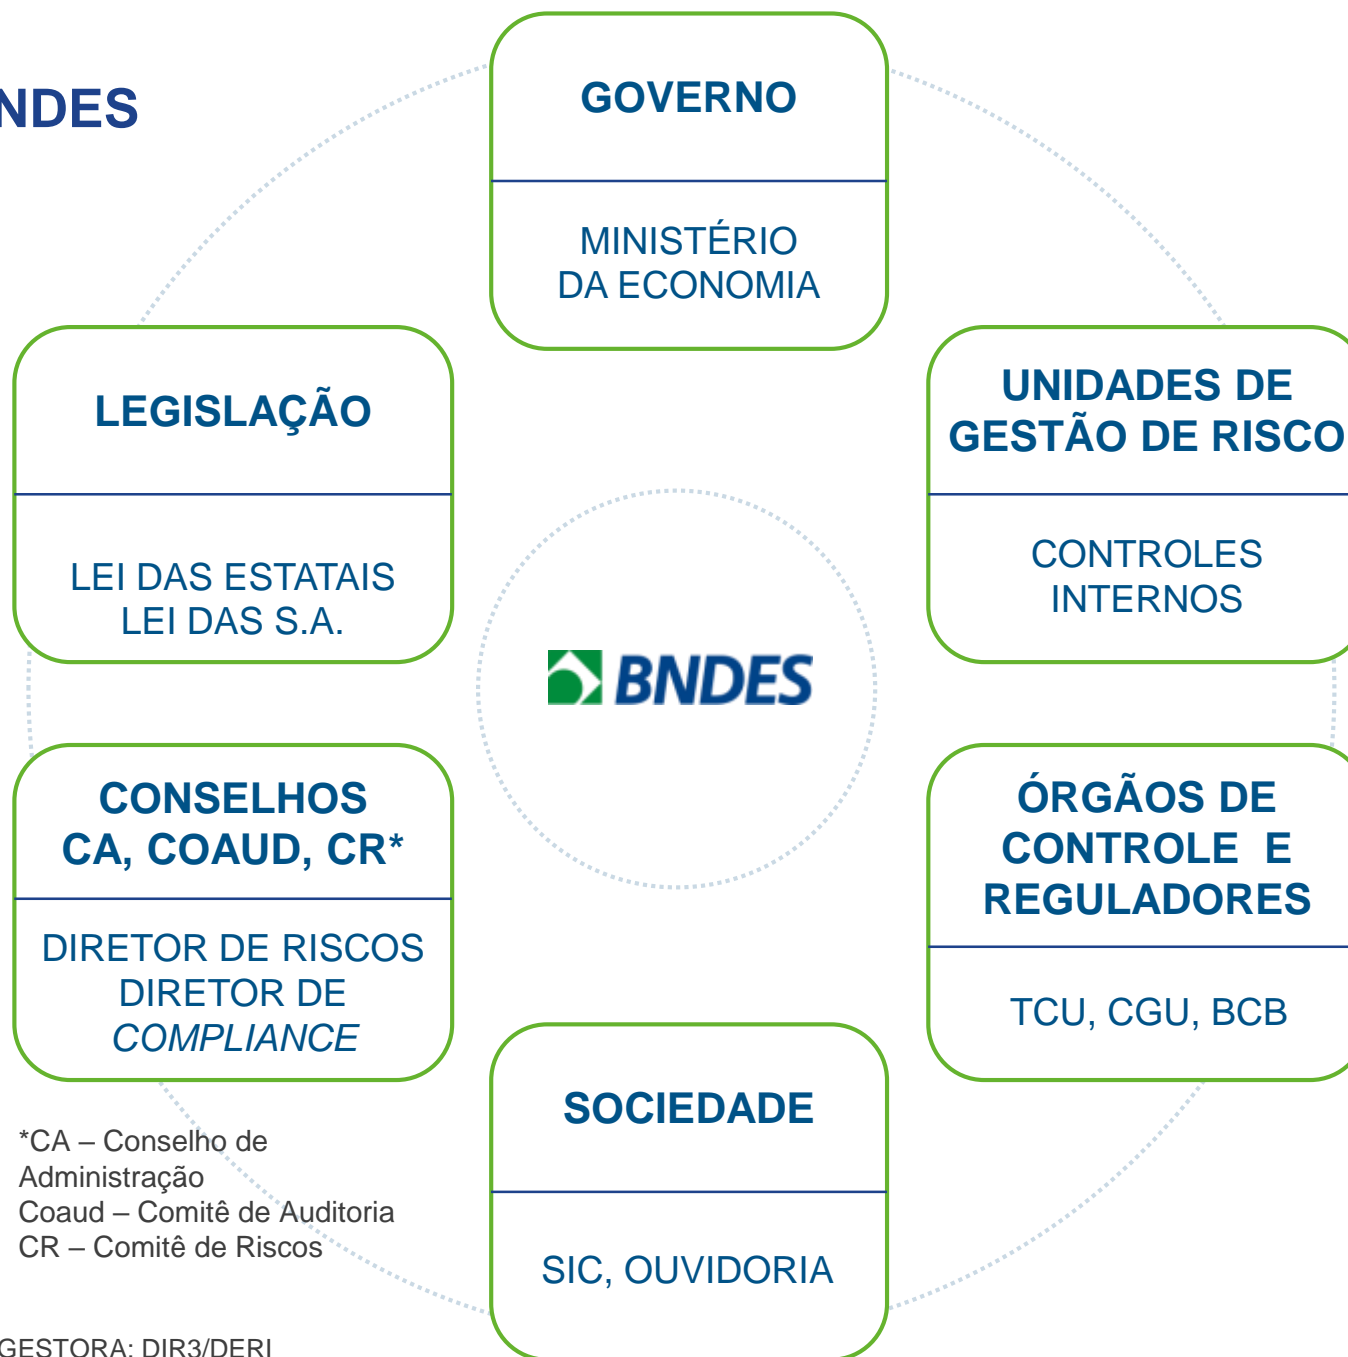 NDES
GOVERNO
MINISTÉRIO
DA ECONOMIA
LEGISLAÇÃO
LEI DAS ESTATAIS
LEI DAS S.A.
UNIDADES DE
GESTÃO DE RISCO
CONTROLES
INTERNOS
BNDES
CONSELHOS
CA, COAUD, CR*
DIRETOR DE RISCOS
DIRETOR DE
COMPLIANCE
ÓRGÃOS DE
CONTROLE E
REGULADORES
TCU, CGU, BCB
SOCIEDADE
SIC, OUVIDORIA
*CA – Conselho de
Administração
Coaud – Comitê de Auditoria
CR – Comitê de Riscos
GESTORA: DIR3/DERI